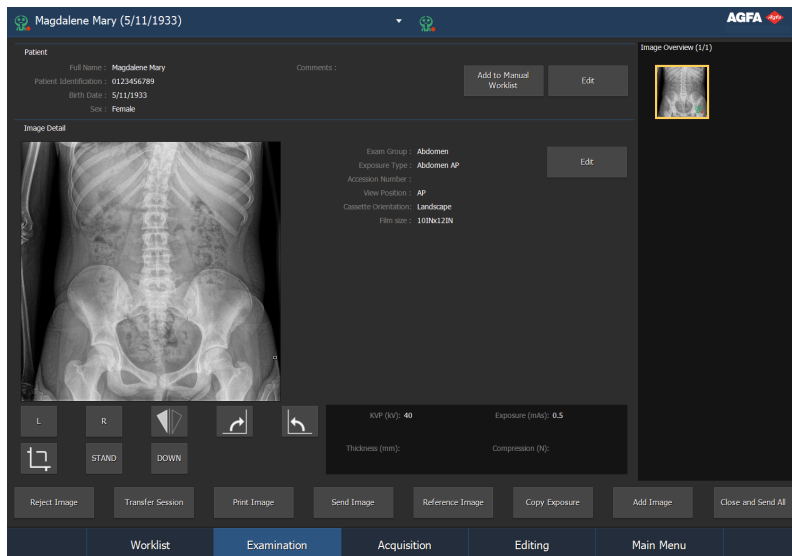 Magdalene Mary (5/11/1933)
AGFA
Patient
Full Name : Magdalene Mary
Comments :
Patient Identification : 0123456789
Birth Date : 5/11/1933
Sex : Female
Add to Manual
Worklist
Edit
Image Overview (1/1)
Image Detail
Exam Group : Abdomen
Exposure Type : Abdomen AP
Accession Number :
View Position : AP
Cassette Orientation: Landscape
Film size : 10INx12IN
Edit
L
R
STAND
DOWN
KVP (kV): 40
Exposure (mAs): 0.5
Thickness (mm):
Compression (N):
Reject Image
Transfer Session
Print Image
Send Image
Reference Image
Copy Exposure
Add Image
Close and Send All
Worklist
Examination
Acquisition
Editing
Main Menu